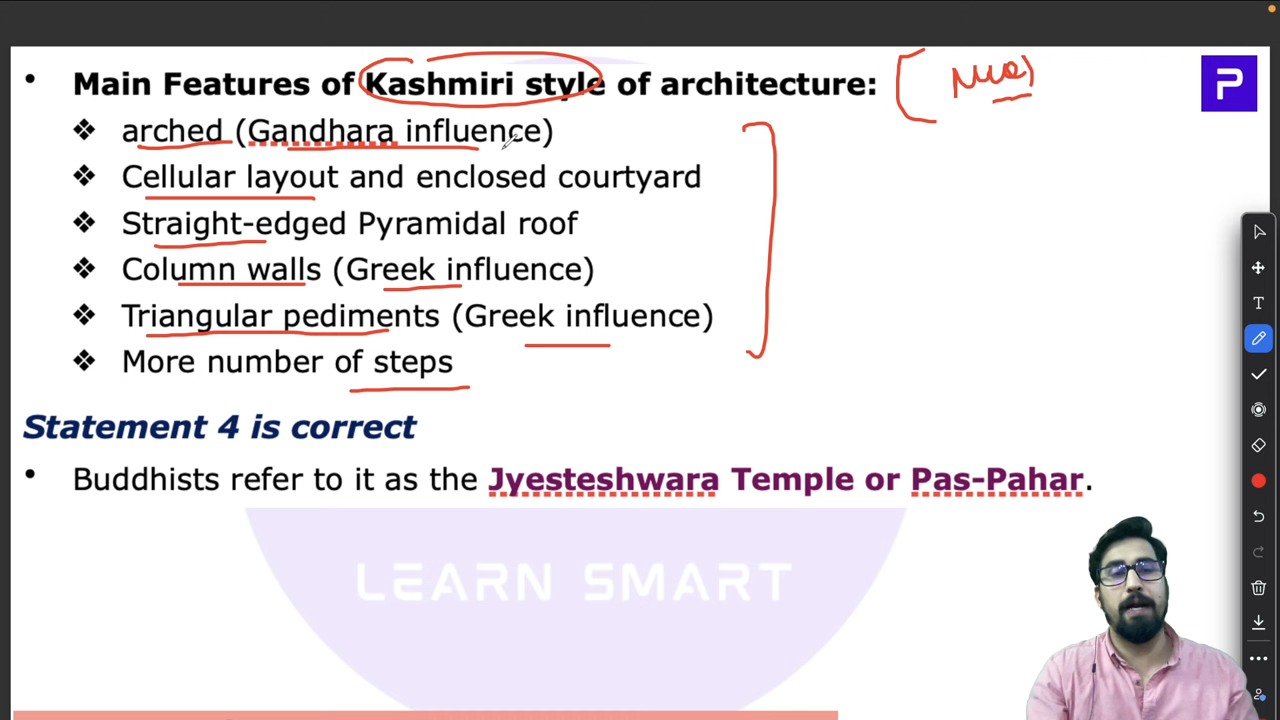 • Main Features of Kashmiri style of architecture:
❖ arched (Gandhara influence)
❖ Cellular layout and enclosed courtyard
❖ Straight-edged Pyramidal roof
❖ Column walls (Greek influence)
❖ Triangular pediments (Greek influence)
❖ More number of steps
Statement 4 is correct
• Buddhists refer to it as the Jyesteshwara Temple or Pas-Pahar.
LEARN SMART
P
T